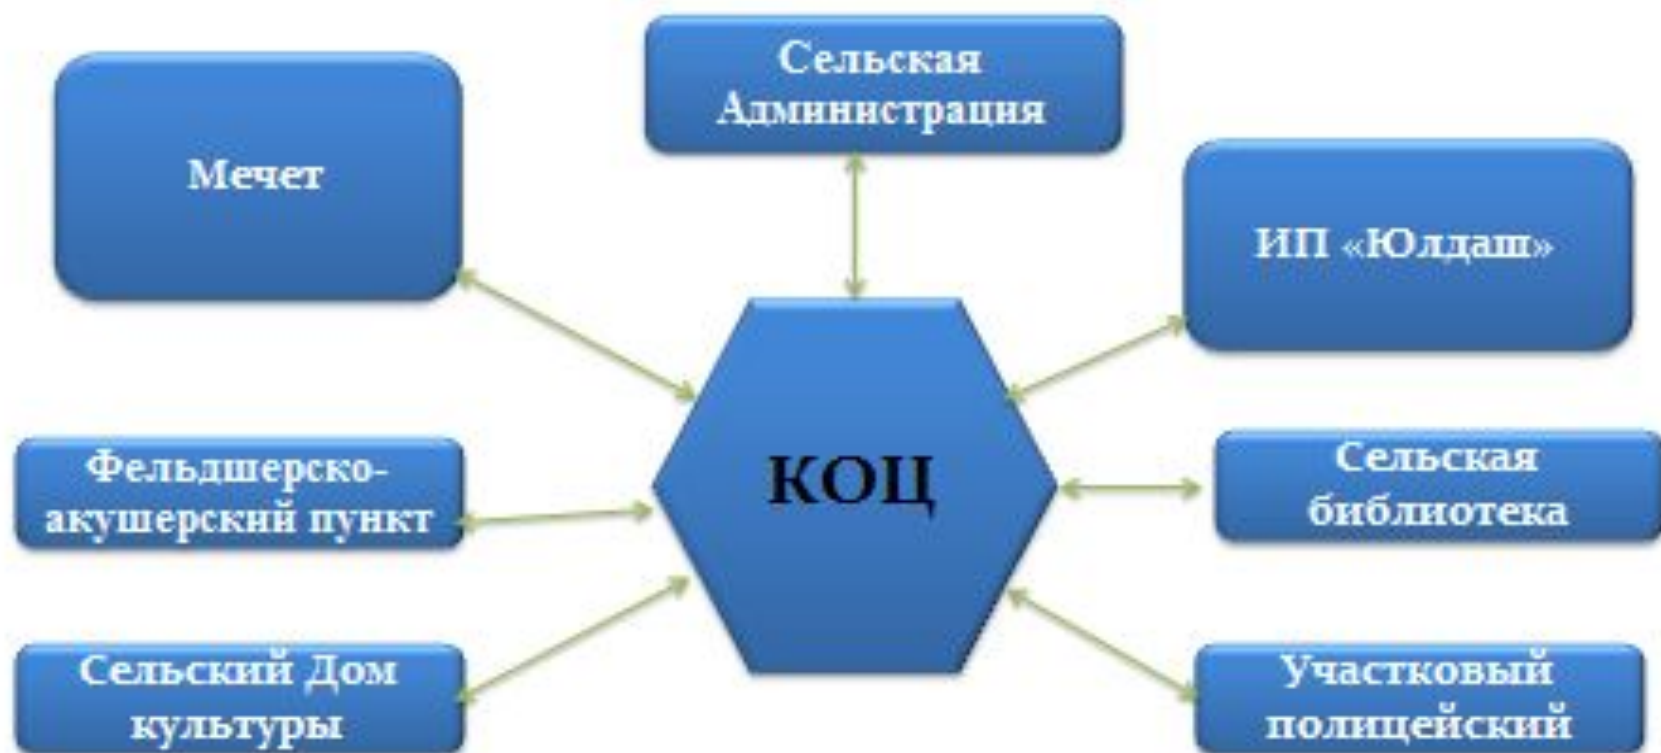 Сельская
Администрация
Мечет
ИП «Юлдаш»
КОЦ
Фельдшерско-
акушерский пункт
Сельская
библиотека
Сельский Дом
культуры
Участковый
полицейский